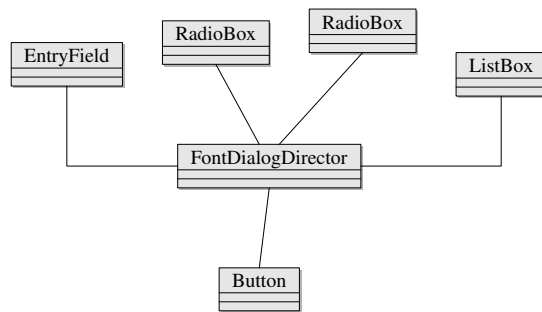 RadioBox
RadioBox
EntryField
ListBox
FontDialogDirector
Button